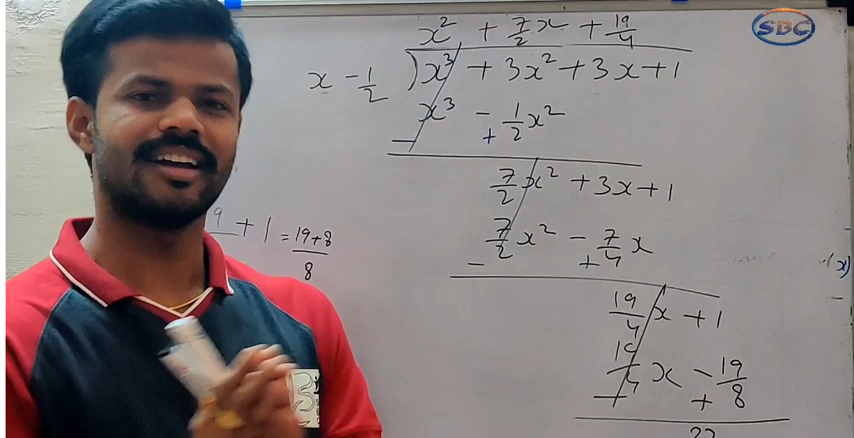 SBC
x² + 7/2 x + 19/4
x - 1/2 ) x³ + 3x² + 3x + 1
x³ - 1/2 x²
- +
7/2 x² + 3x + 1
7/2 x² - 7/4 x
- +
9 + 1 = 19+8/8
19/4 x + 1
19/4 x - 19/8
- +
(x)